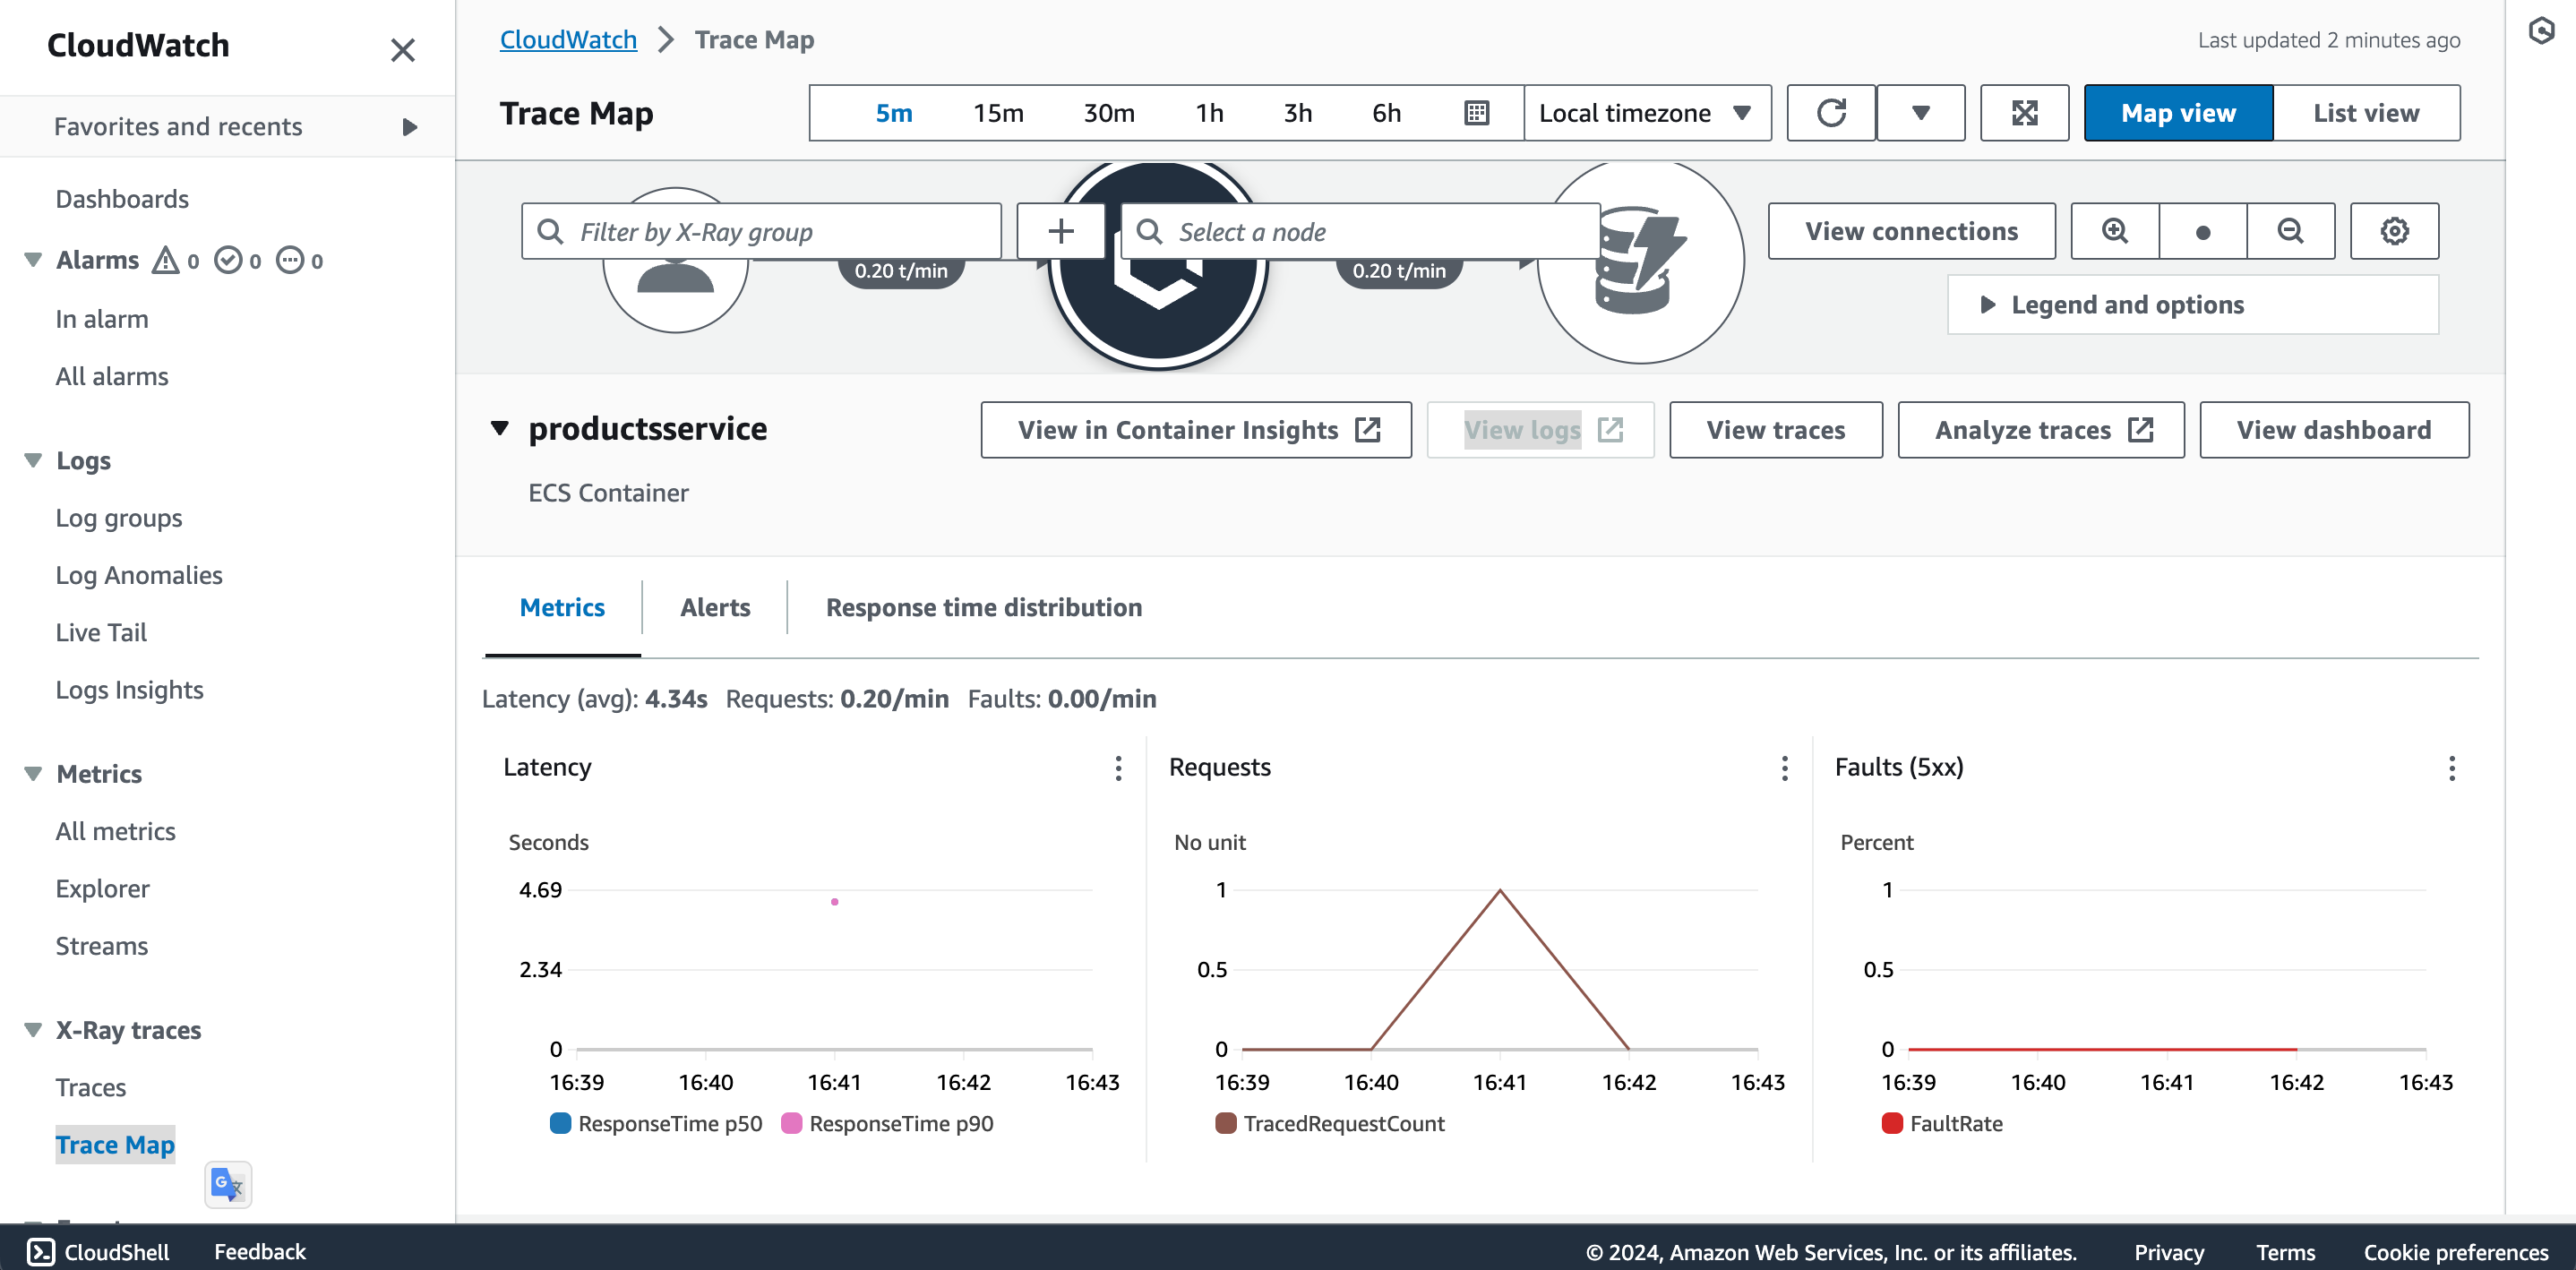 CloudWatch
Favorites and recents
Dashboards
Alarms 0 0 0
In alarm
All alarms
Logs
Log groups
Log Anomalies
Live Tail
Logs Insights
Metrics
All metrics
Explorer
Streams
X-Ray traces
Traces
Trace Map
G 文
CloudWatch Trace Map
Last updated 2 minutes ago
Trace Map
5m 15m 30m 1h 3h 6h Local timezone
Map view List view
Filter by X-Ray group
Select a node
View connections
0.20 t/min
0.20 t/min
Legend and options
productsservice
View in Container Insights View logs View traces Analyze traces View dashboard
ECS Container
Metrics Alerts Response time distribution
Latency (avg): 4.34s Requests: 0.20/min Faults: 0.00/min
Latency
Seconds
4.69
2.34
0
16:39 16:40 16:41 16:42 16:43
ResponseTime p50 ResponseTime p90
Requests
No unit
1
0.5
0
16:39 16:40 16:41 16:42 16:43
TracedRequestCount
Faults (5xx)
Percent
1
0.5
0
16:39 16:40 16:41 16:42 16:43
FaultRate
CloudShell Feedback
© 2024, Amazon Web Services, Inc. or its affiliates. Privacy Terms Cookie preferences